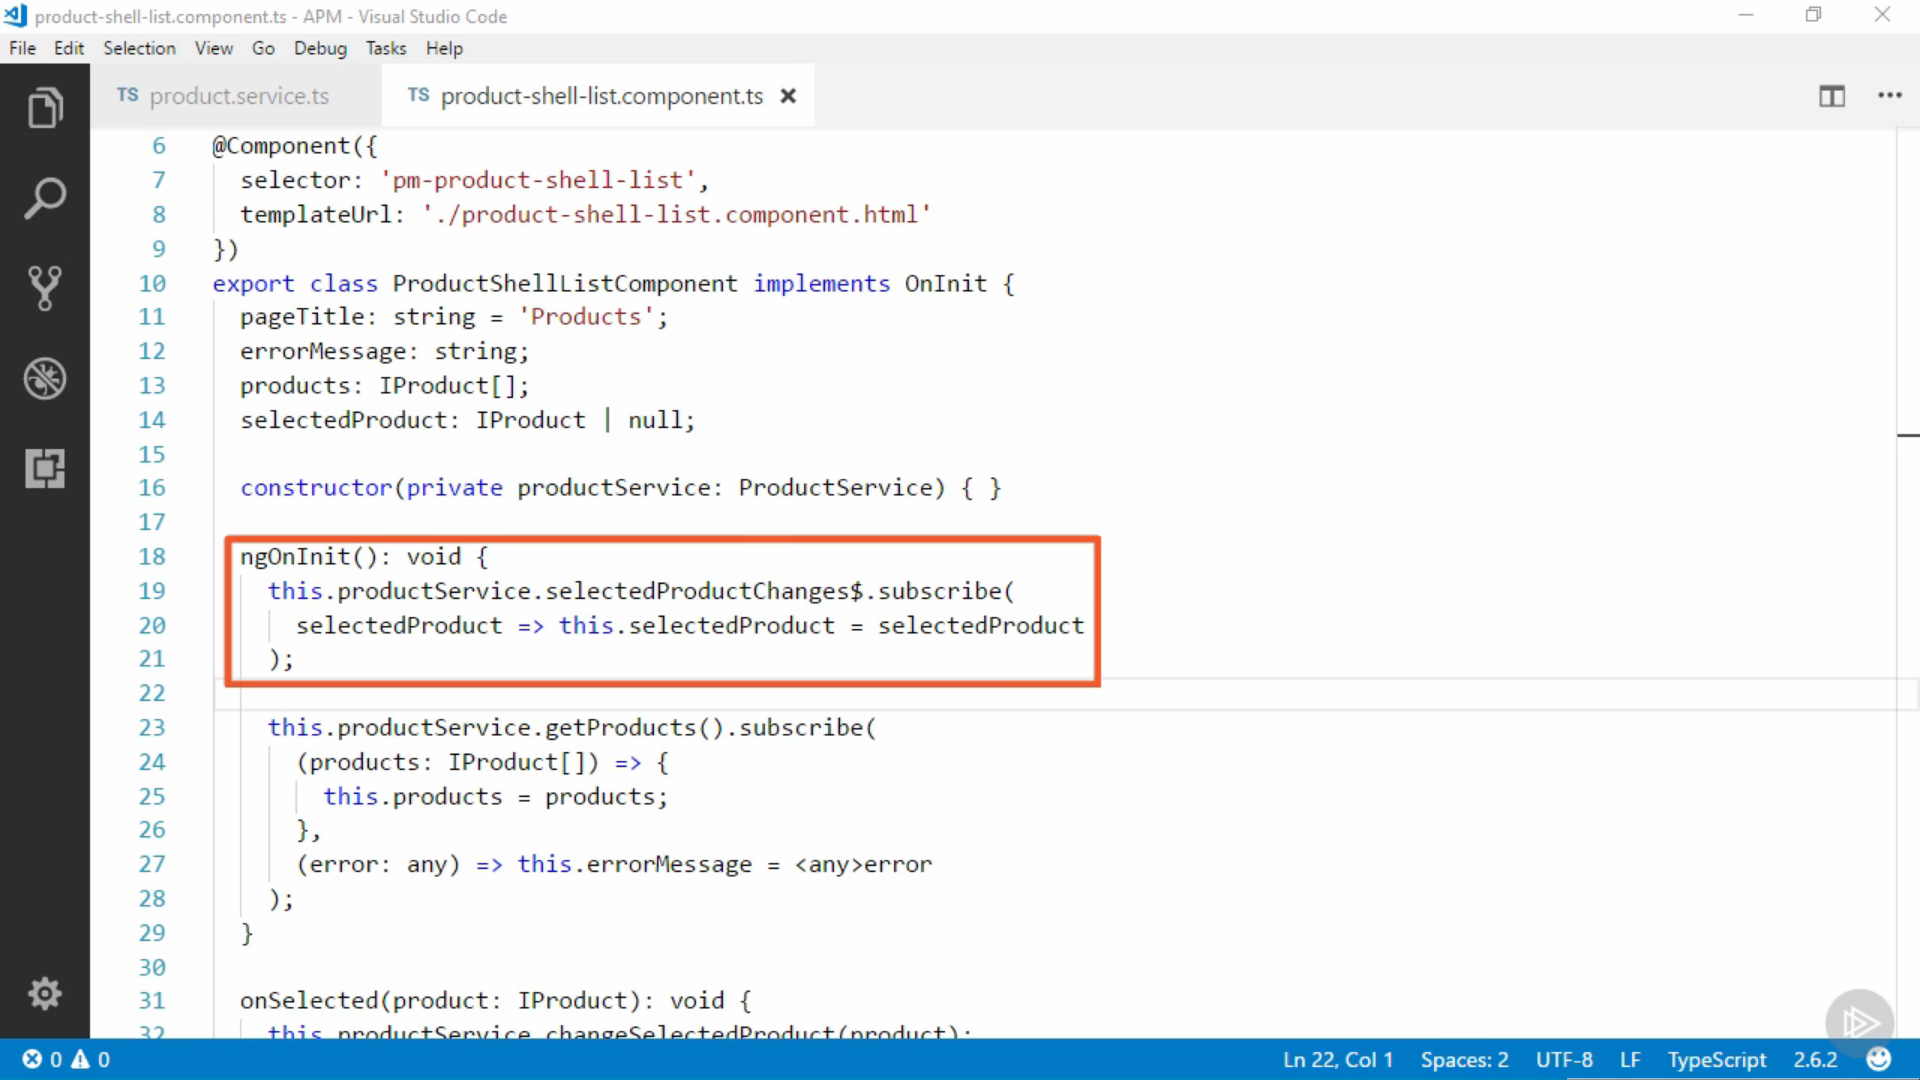 product-shell-list.component.ts - APM - Visual Studio Code
File Edit Selection View Go Debug Tasks Help
TS product.service.ts TS product-shell-list.component.ts
6 @Component({
7 selector: 'pm-product-shell-list',
8 templateUrl: './product-shell-list.component.html'
9 })
10 export class ProductShellListComponent implements OnInit {
11 pageTitle: string = 'Products';
12 errorMessage: string;
13 products: IProduct[];
14 selectedProduct: IProduct | null;
15
16 constructor(private productService: ProductService) { }
17
18 ngOnInit(): void {
19 this.productService.selectedProductChanges$.subscribe(
20 selectedProduct => this.selectedProduct = selectedProduct
21 );
22
23 this.productService.getProducts().subscribe(
24 (products: IProduct[]) => {
25 this.products = products;
26 },
27 (error: any) => this.errorMessage = <any>error
28 );
29 }
30
31 onSelected(product: IProduct): void {
32 this.productService.changeSelectedProduct(product);
0 0 Ln 22, Col 1 Spaces: 2 UTF-8 LF TypeScript 2.6.2